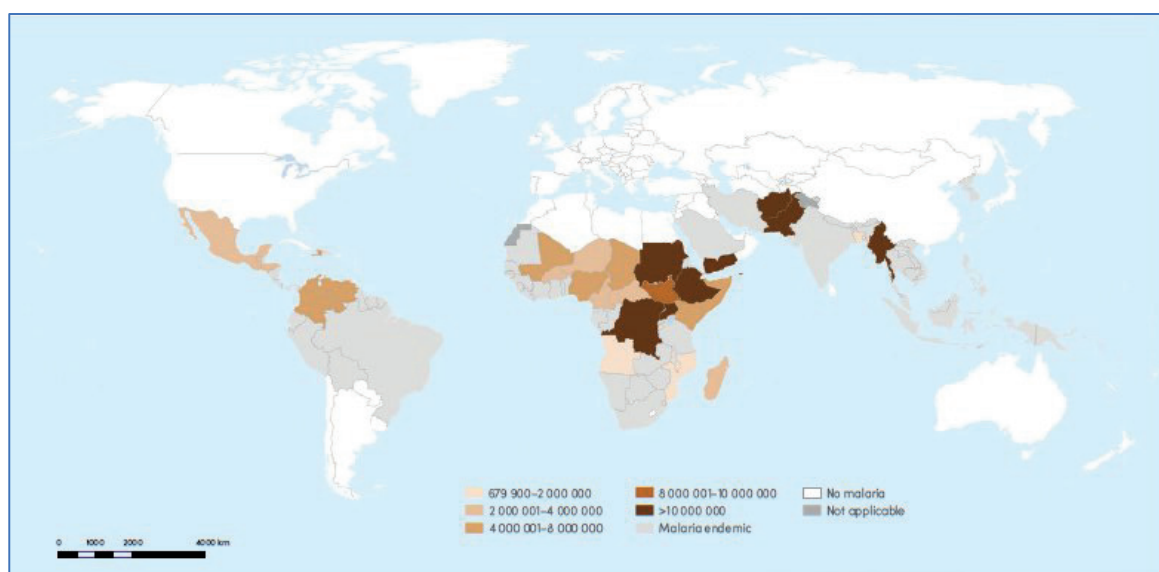 679 900–2 000 000
2 000 001–4 000 000
4 000 001–8 000 000
8 000 001–10 000 000
>10 000 000
Malaria endemic
No malaria
Not applicable
0 1000 2000 4000 km